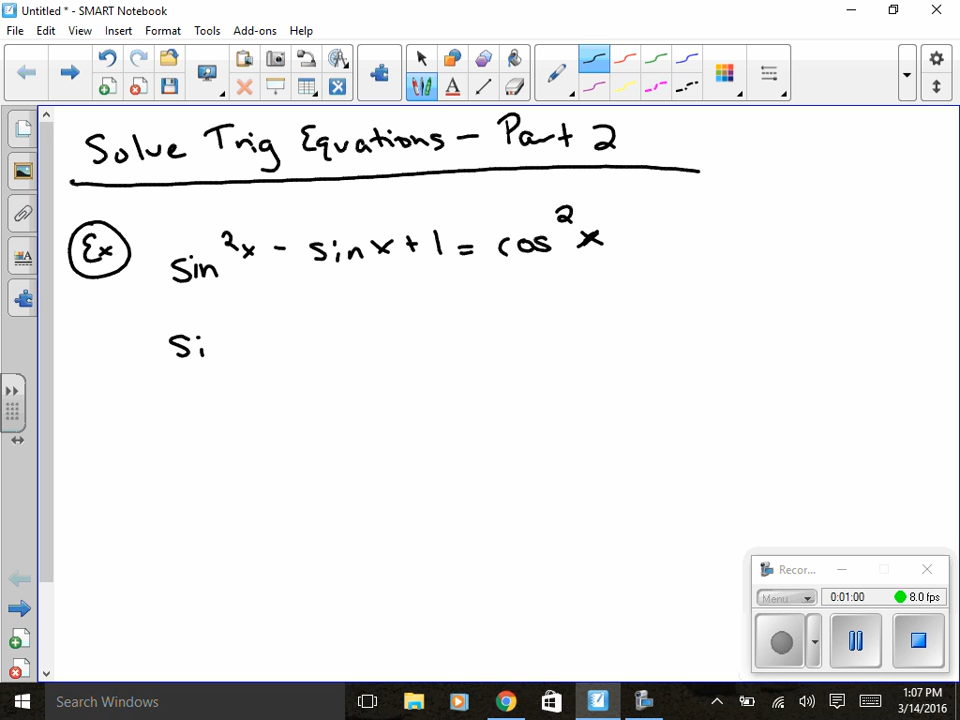 Untitled * - SMART Notebook
File Edit View Insert Format Tools Add-ons Help
Solve Trig Equations - Part 2
Ex sin²x - sinx + 1 = cos²x
Si
Recor...
Menu 0:01:00 8.0 fps
Search Windows
1:07 PM
3/14/2016